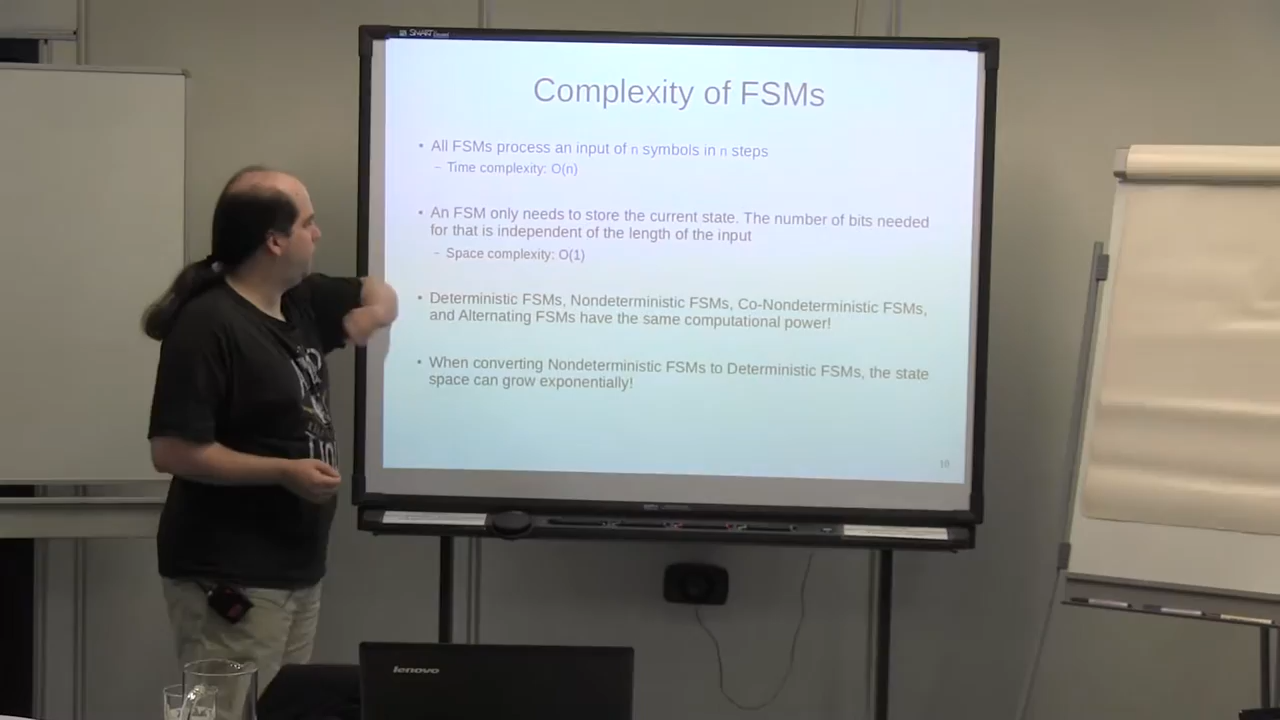 SMART Board
Complexity of FSMs
• All FSMs process an input of n symbols in n steps
– Time complexity: O(n)
• An FSM only needs to store the current state. The number of bits needed
for that is independent of the length of the input
– Space complexity: O(1)
• Deterministic FSMs, Nondeterministic FSMs, Co-Nondeterministic FSMs,
and Alternating FSMs have the same computational power!
• When converting Nondeterministic FSMs to Deterministic FSMs, the state
space can grow exponentially!
lenovo